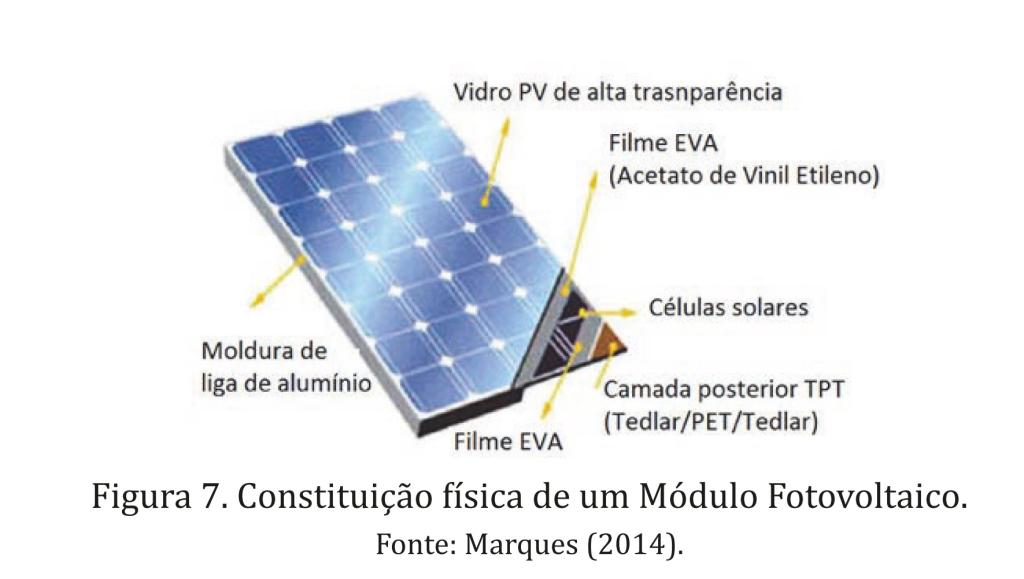 Vidro PV de alta trasnparência
Filme EVA
(Acetato de Vinil Etileno)
Células solares
Moldura de
liga de alumínio
Camada posterior TPT
(Tedlar/PET/Tedlar)
Filme EVA
Figura 7. Constituição física de um Módulo Fotovoltaico.
Fonte: Marques (2014).